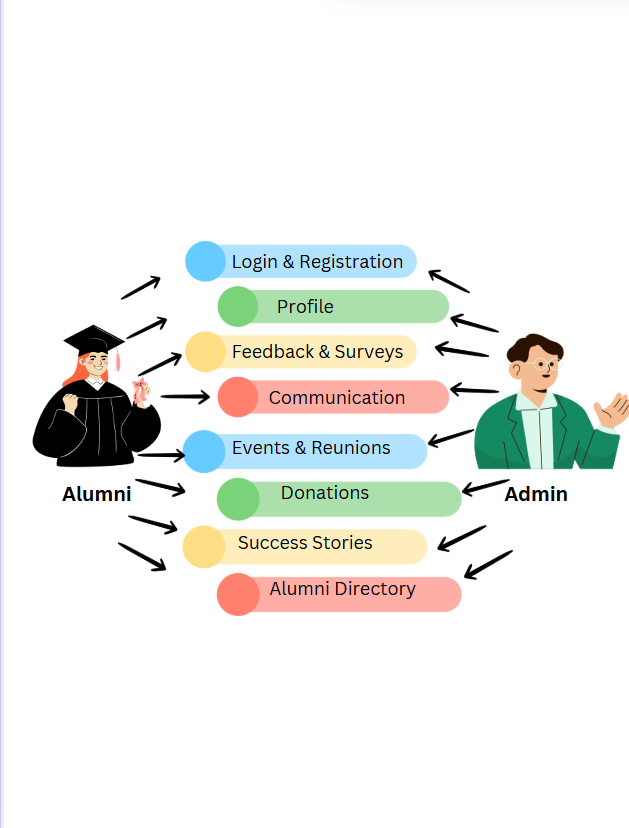 Login & Registration
Profile
Feedback & Surveys
Communication
Events & Reunions
Donations
Success Stories
Alumni Directory
Alumni
Admin